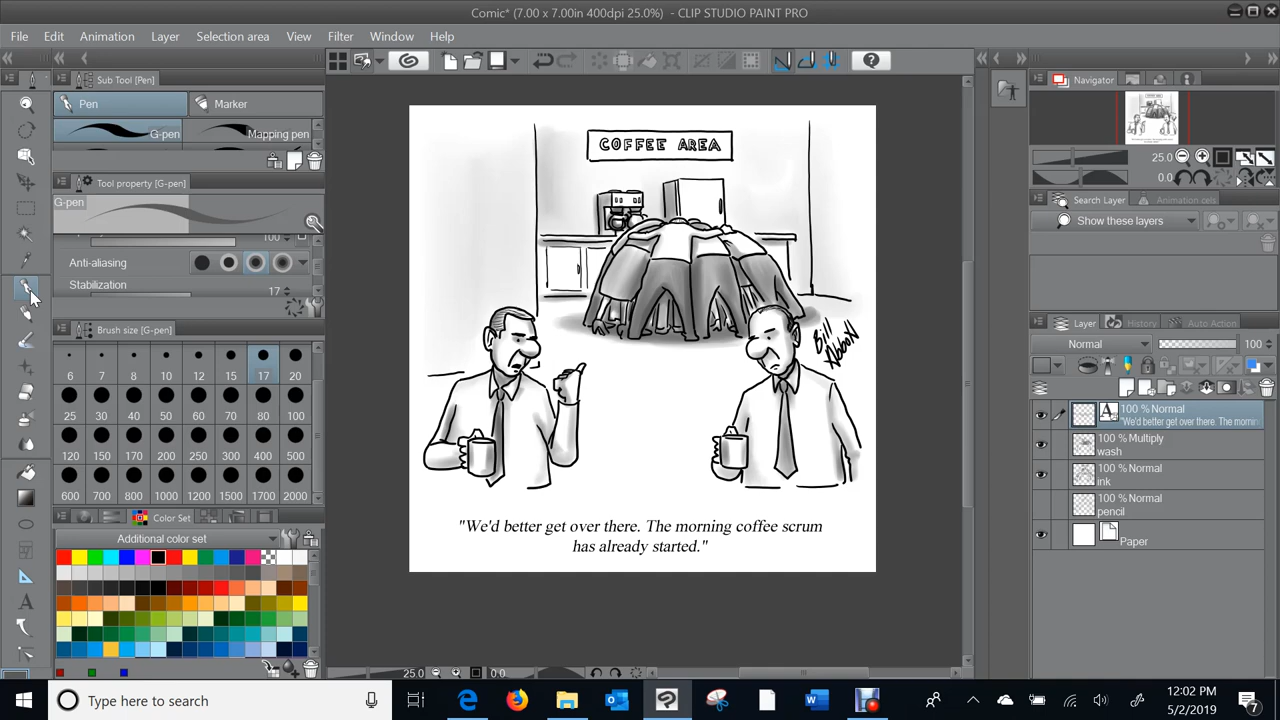 Comic* (7.00 x 7.00in 400dpi 25.0%)  - CLIP STUDIO PAINT PRO
File Edit Animation Layer Selection area View Filter Window Help
Sub Tool [Pen]
Pen Marker
G-pen Mapping pen
Tool property [G-pen]
G-pen
100
Anti-aliasing
Stabilization 17
Brush size [G-pen]
6 7 8 10 12 15 17 20
25 30 40 50 60 70 80 100
120 150 170 200 250 300 400 500
600 700 800 1000 1200 1500 1700 2000
Color Set
Additional color set
COFFEE AREA
Bill
Abbott
"We'd better get over there. The morning coffee scrum
has already started."
25.0 0.0
Navigator
25.0
0.0
Search Layer Animation cels
Show these layers
Layer History Auto Action
Normal 100
100 % Normal
"We'd better get over there. The mornin
100 % Multiply
wash
100 % Normal
ink
100 % Normal
pencil
Paper
Type here to search
12:02 PM
5/2/2019
7